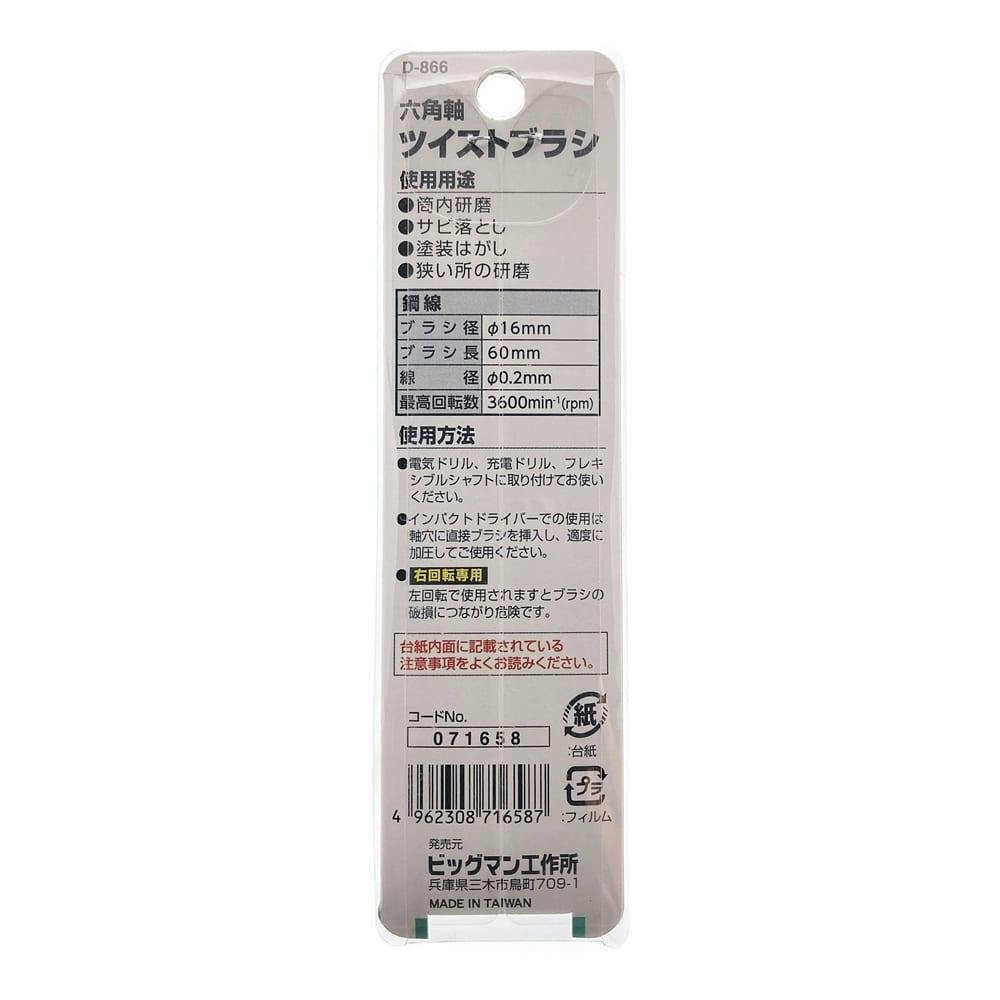 D-866
六角軸
ツイストブラシ
使用用途
●筒内研磨
●サビ落とし
●塗装はがし
●狭い所の研磨
鋼線
ブラシ径 φ16mm
ブラシ長 60mm
線径 φ0.2mm
最高回転数 3600min⁻¹(rpm)
使用方法
●電気ドリル、充電ドリル、フレキ
シブルシャフトに取り付けてお使い
ください。
●インパクトドライバーでの使用は
軸穴に直接ブラシを挿入し、適度に
加圧してご使用ください。
●右回転専用
左回転で使用されますとブラシの
破損につながり危険です。
台紙内面に記載されている
注意事項をよくお読みください。
コードNo.
071658
紙
:台紙
プラ
:フィルム
4 962308 716587
発売元
ビッグマン工作所
兵庫県三木市鳥町709-1
MADE IN TAIWAN